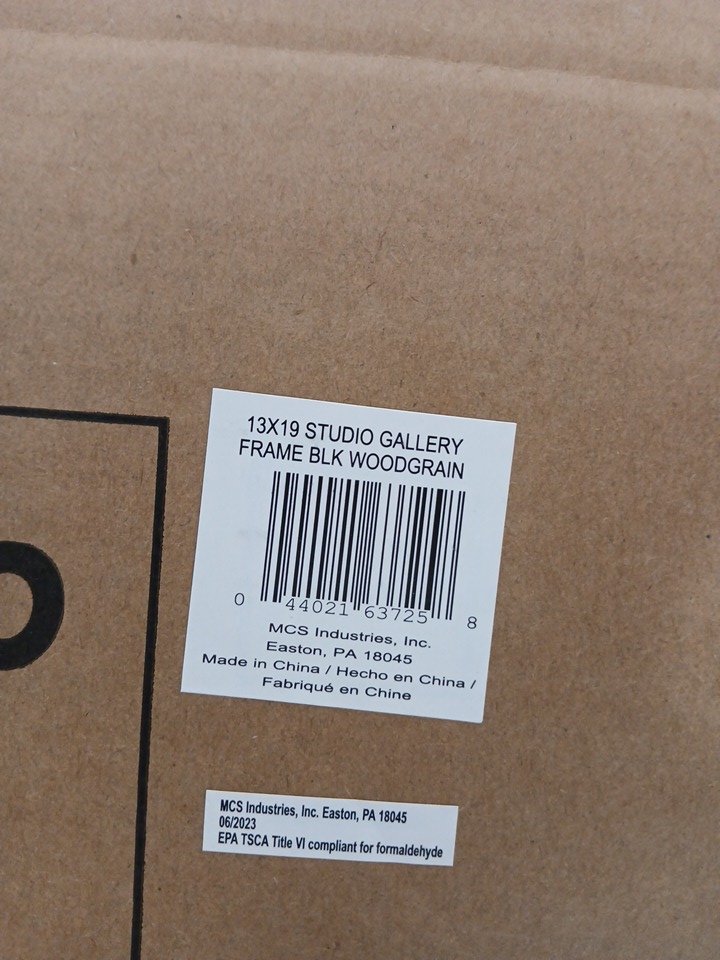 13X19 STUDIO GALLERY
FRAME BLK WOODGRAIN
0 44021 63725 8
MCS Industries, Inc.
Easton, PA 18045
Made in China / Hecho en China /
Fabriqué en Chine
MCS Industries, Inc. Easton, PA 18045
06/2023
EPA TSCA Title VI compliant for formaldehyde